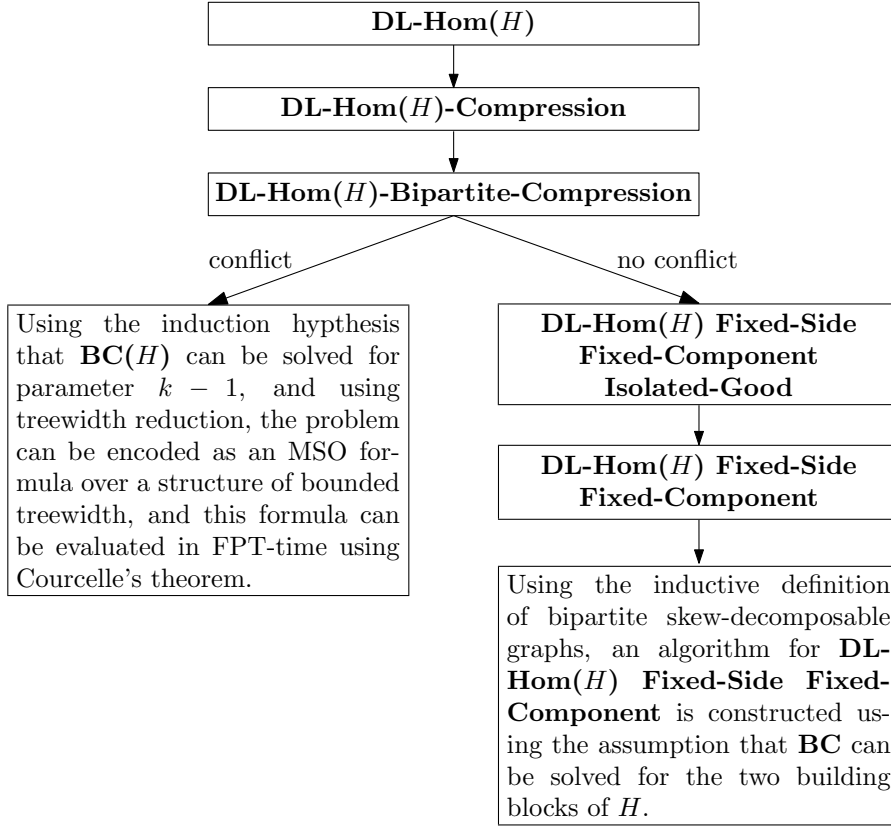 DL-Hom(H)
DL-Hom(H)-Compression
DL-Hom(H)-Bipartite-Compression
conflict
no conflict
Using the induction hypthesis
that BC(H) can be solved for
parameter k − 1, and using
treewidth reduction, the problem
can be encoded as an MSO for-
mula over a structure of bounded
treewidth, and this formula can
be evaluated in FPT-time using
Courcelle's theorem.
DL-Hom(H) Fixed-Side
Fixed-Component
Isolated-Good
DL-Hom(H) Fixed-Side
Fixed-Component
Using the inductive definition
of bipartite skew-decomposable
graphs, an algorithm for DL-
Hom(H) Fixed-Side Fixed-
Component is constructed us-
ing the assumption that BC can
be solved for the two building
blocks of H.